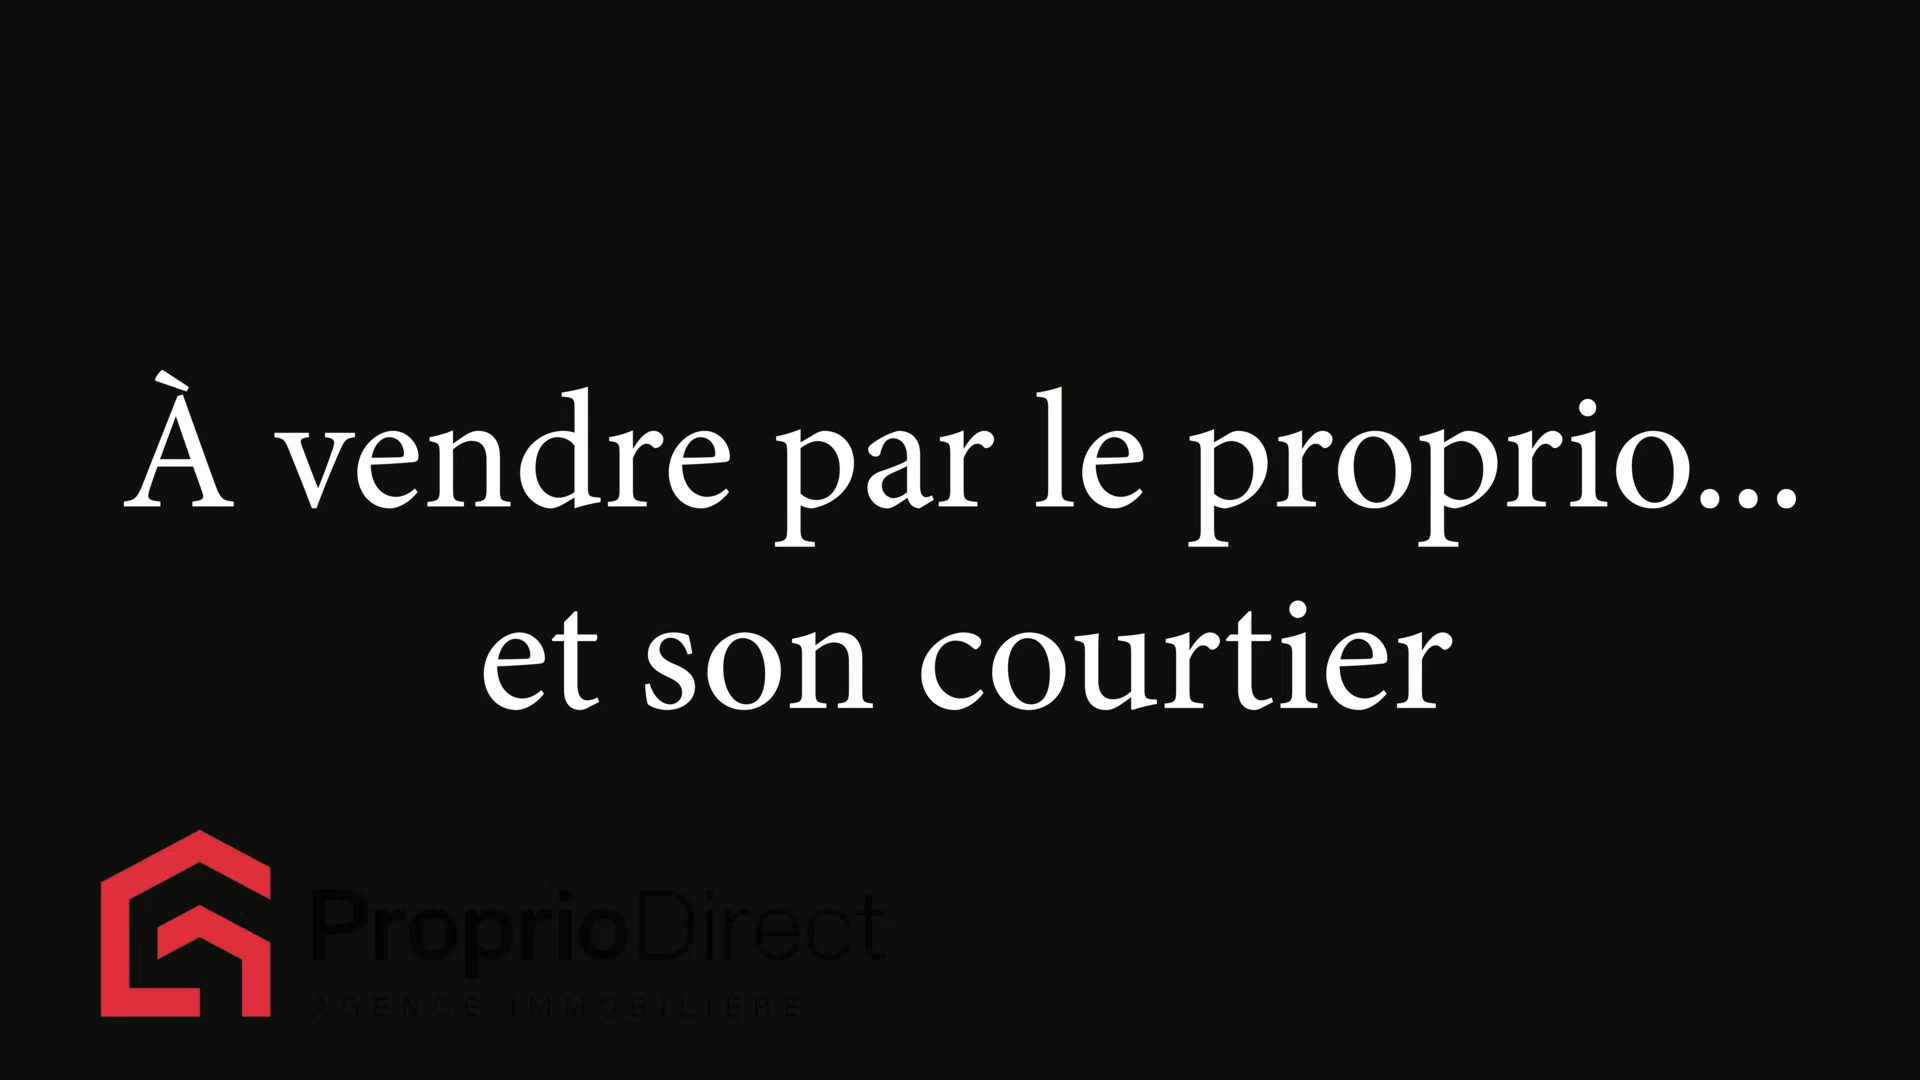 À vendre par le proprio...
et son courtier
ProprioDirect
AGENCE IMMOBILIÈRE